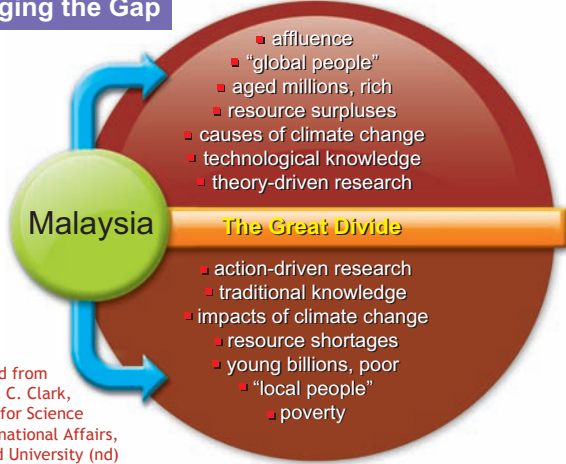 ging the Gap
affluence
“global people”
aged millions, rich
resource surpluses
causes of climate change
technological knowledge
theory-driven research
Malaysia
The Great Divide
action-driven research
traditional knowledge
impacts of climate change
resource shortages
young billions, poor
“local people”
poverty
d from
C. Clark,
for Science
national Affairs,
d University (nd)